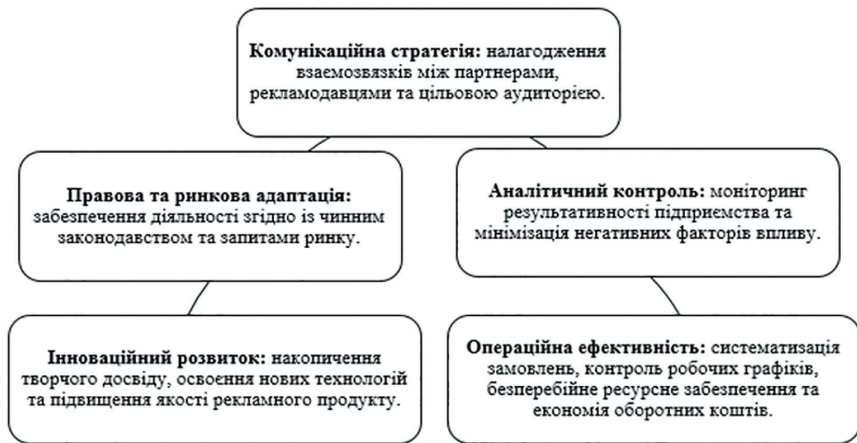 Комунікаційна стратегія: налагодження
взаємозвязків між партнерами,
рекламодавцями та цільовою аудиторією.
Правова та ринкова адаптація:
забезпечення діяльності згідно із чинним
законодавством та запитами ринку.
Аналітичний контроль: моніторинг
результативності підприємства та
мінімізація негативних факторів впливу.
Інноваційний розвиток: накопичення
творчого досвіду, освоєння нових технологій
та підвищення якості рекламного продукту.
Операційна ефективність: систематизація
замовлень, контроль робочих графіків,
безперебійне ресурсне забезпечення та
економія оборотних коштів.